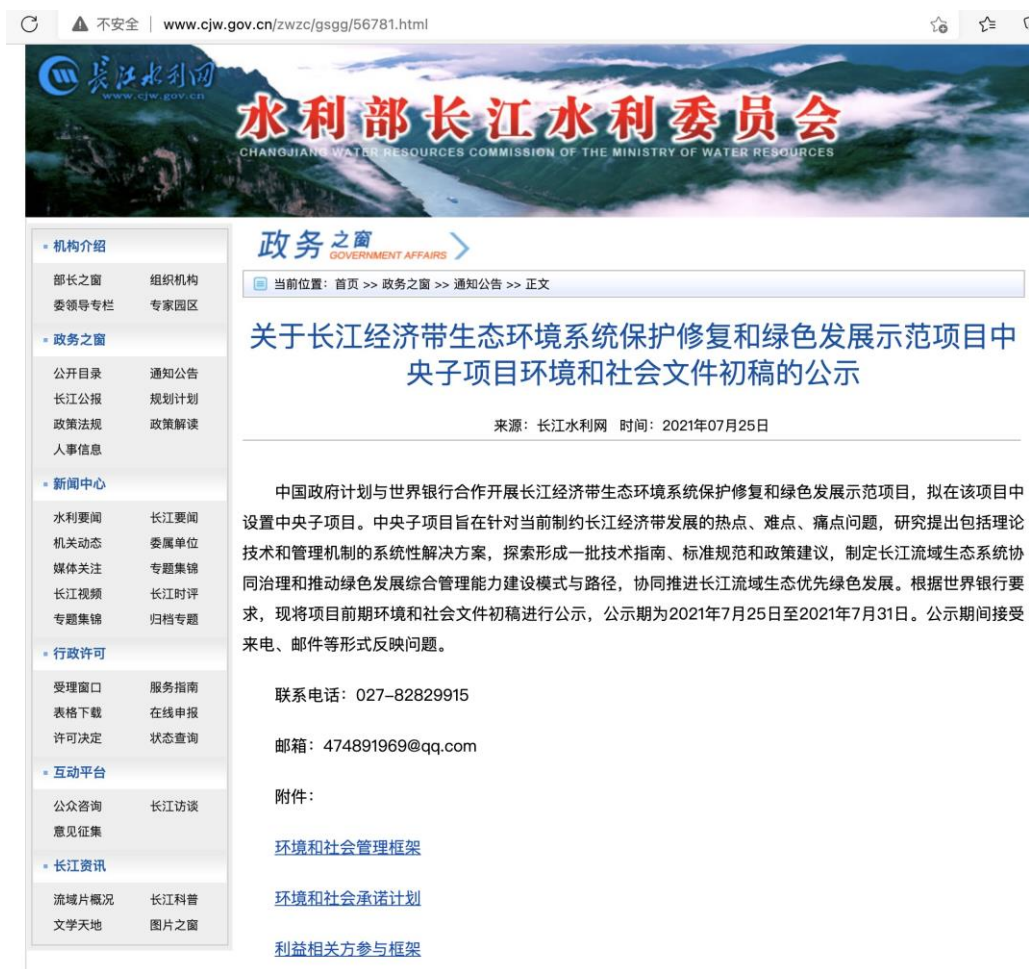 不安全 www.cjw.gov.cn/zwzc/gsgg/56781.html
长江水利网
www.cjw.gov.cn
水利部长江水利委员会
CHANGJIANG WATER RESOURCES COMMISSION OF THE MINISTRY OF WATER RESOURCES
机构介绍
部长之窗 组织机构
委领导专栏 专家园区
政务之窗
公开目录 通知公告
长江公报 规划计划
政策法规 政策解读
人事信息
新闻中心
水利要闻 长江要闻
机关动态 委属单位
媒体关注 专题集锦
长江视频 长江时评
专题集锦 归档专题
行政许可
受理窗口 服务指南
表格下载 在线申报
许可决定 状态查询
互动平台
公众咨询 长江访谈
意见征集
长江资讯
流域片概况 长江科普
文学天地 图片之窗
政务之窗
GOVERNMENT AFFAIRS
当前位置：首页 >> 政务之窗 >> 通知公告 >> 正文
关于长江经济带生态环境系统保护修复和绿色发展示范项目中
央子项目环境和社会文件初稿的公示
来源：长江水利网 时间：2021年07月25日
中国政府计划与世界银行合作开展长江经济带生态环境系统保护修复和绿色发展示范项目，拟在该项目中
设置中央子项目。中央子项目旨在针对当前制约长江经济带发展的热点、难点、痛点问题，研究提出包括理论
技术和管理机制的系统性解决方案，探索形成一批技术指南、标准规范和政策建议，制定长江流域生态系统协
同治理和推动绿色发展综合管理能力建设模式与路径，协同推进长江流域生态优先绿色发展。根据世界银行要
求，现将项目前期环境和社会文件初稿进行公示，公示期为2021年7月25日至2021年7月31日。公示期间接受
来电、邮件等形式反映问题。
联系电话：027-82829915
邮箱：474891969@qq.com
附件：
环境和社会管理框架
环境和社会承诺计划
利益相关方参与框架